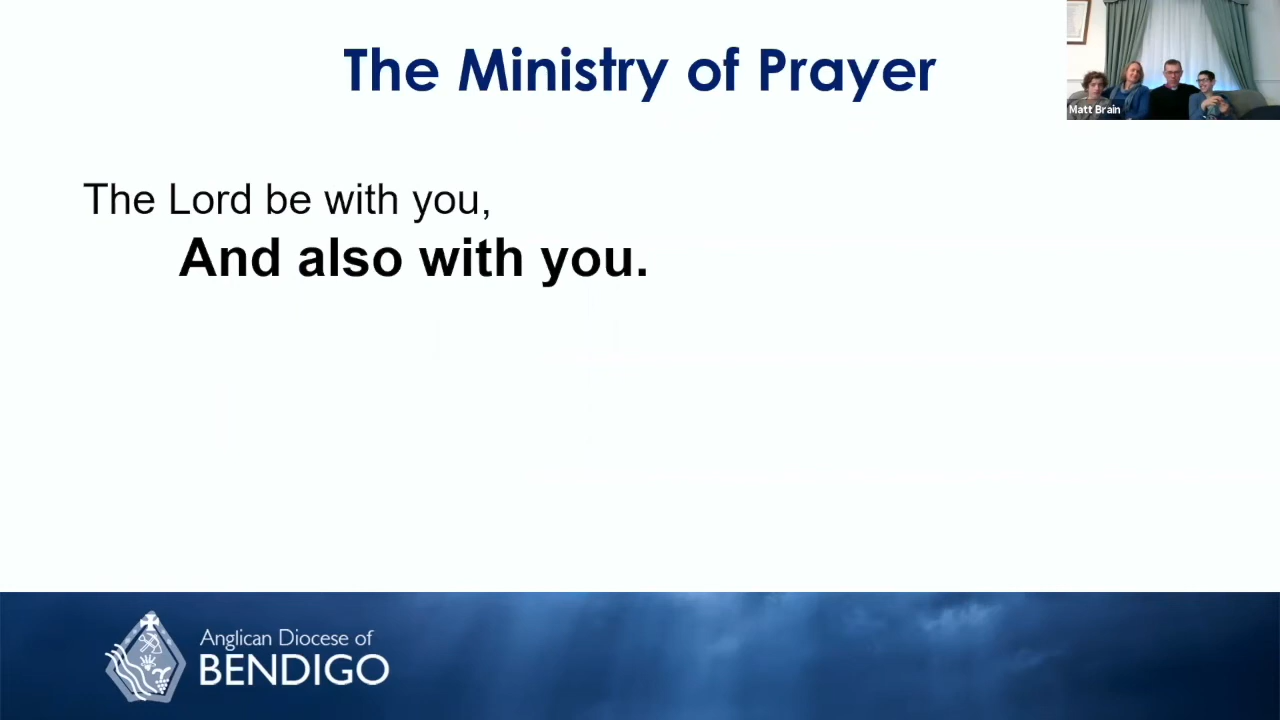 The Ministry of Prayer
Matt Brain
The Lord be with you,
And also with you.
Anglican Diocese of
BENDIGO